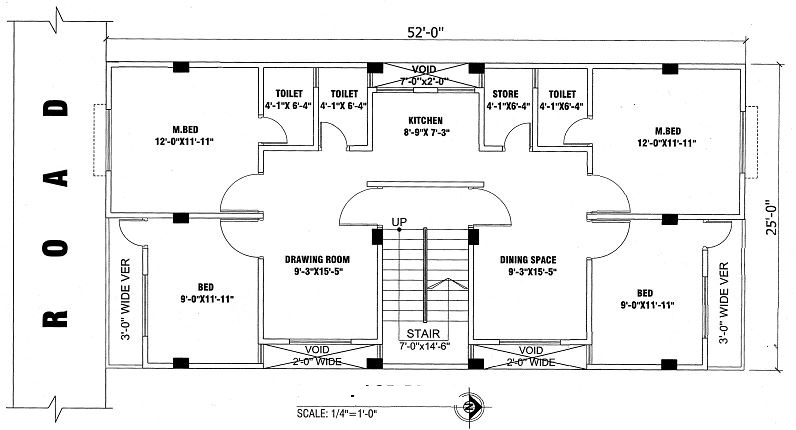 52'-0"
VOID
7'-0"x2'-0"
TOILET
4'-1"X 6'-4"
TOILET
4'-1"X 6'-4"
STORE
4'-1"X6'-4"
TOILET
4'-1"X6'-4"
KITCHEN
8'-9"X 7'-3"
M.BED
12'-0"X11'-11"
M.BED
12'-0"X11'-11"
ROAD
25'-0"
UP
DRAWING ROOM
9'-3"X15'-5"
DINING SPACE
9'-3"X15'-5"
BED
9'-0"X11'-11"
BED
9'-0"X11'-11"
3'-0" WIDE VER
3'-0" WIDE VER
STAIR
7'-0"x14'-6"
VOID
2'-0" WIDE
VOID
2'-0" WIDE
SCALE: 1/4"=1'-0"
N